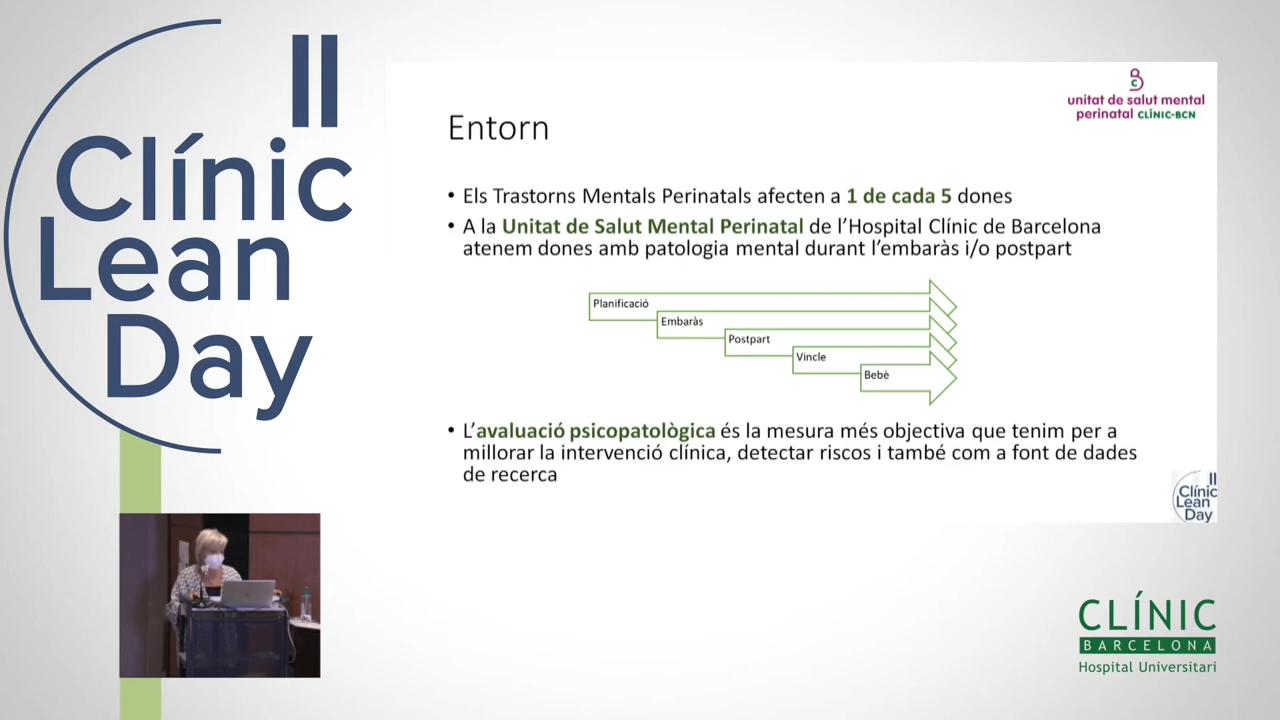 II
Clínic
Lean
Day
unitat de salut mental
perinatal CLÍNIC-BCN
Entorn
• Els Trastorns Mentals Perinatals afecten a 1 de cada 5 dones
• A la Unitat de Salut Mental Perinatal de l'Hospital Clínic de Barcelona
atenem dones amb patologia mental durant l'embaràs i/o postpart
Planificació
Embaràs
Postpart
Vincle
Bebè
• L'avaluació psicopatològica és la mesura més objectiva que tenim per a
millorar la intervenció clínica, detectar riscos i també com a font de dades
de recerca
II
Clínic
Lean
Day
CLÍNIC
BARCELONA
Hospital Universitari